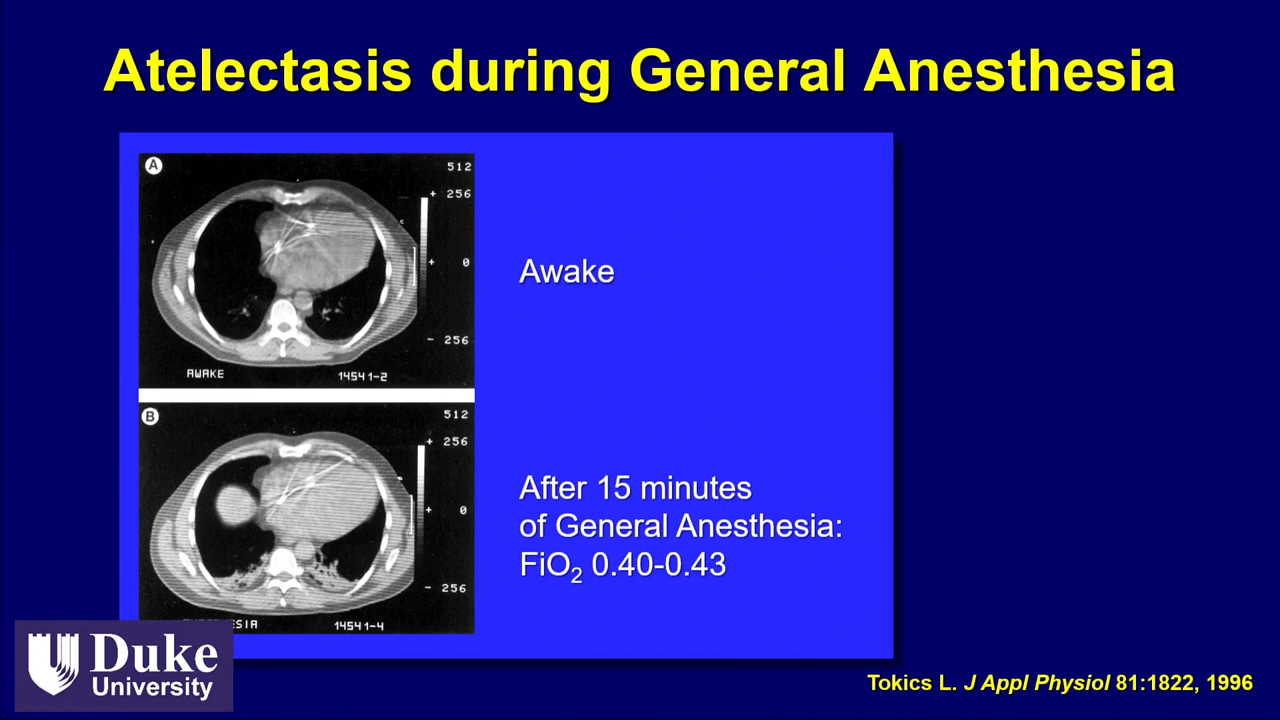 Atelectasis during General Anesthesia
A
512
+ 256
+ 0
- 256
AWAKE 14541-2
Awake
B
512
+ 256
+ 0
- 256
14541-4
After 15 minutes
of General Anesthesia:
FiO₂ 0.40-0.43
Duke
University
Tokics L. J Appl Physiol 81:1822, 1996